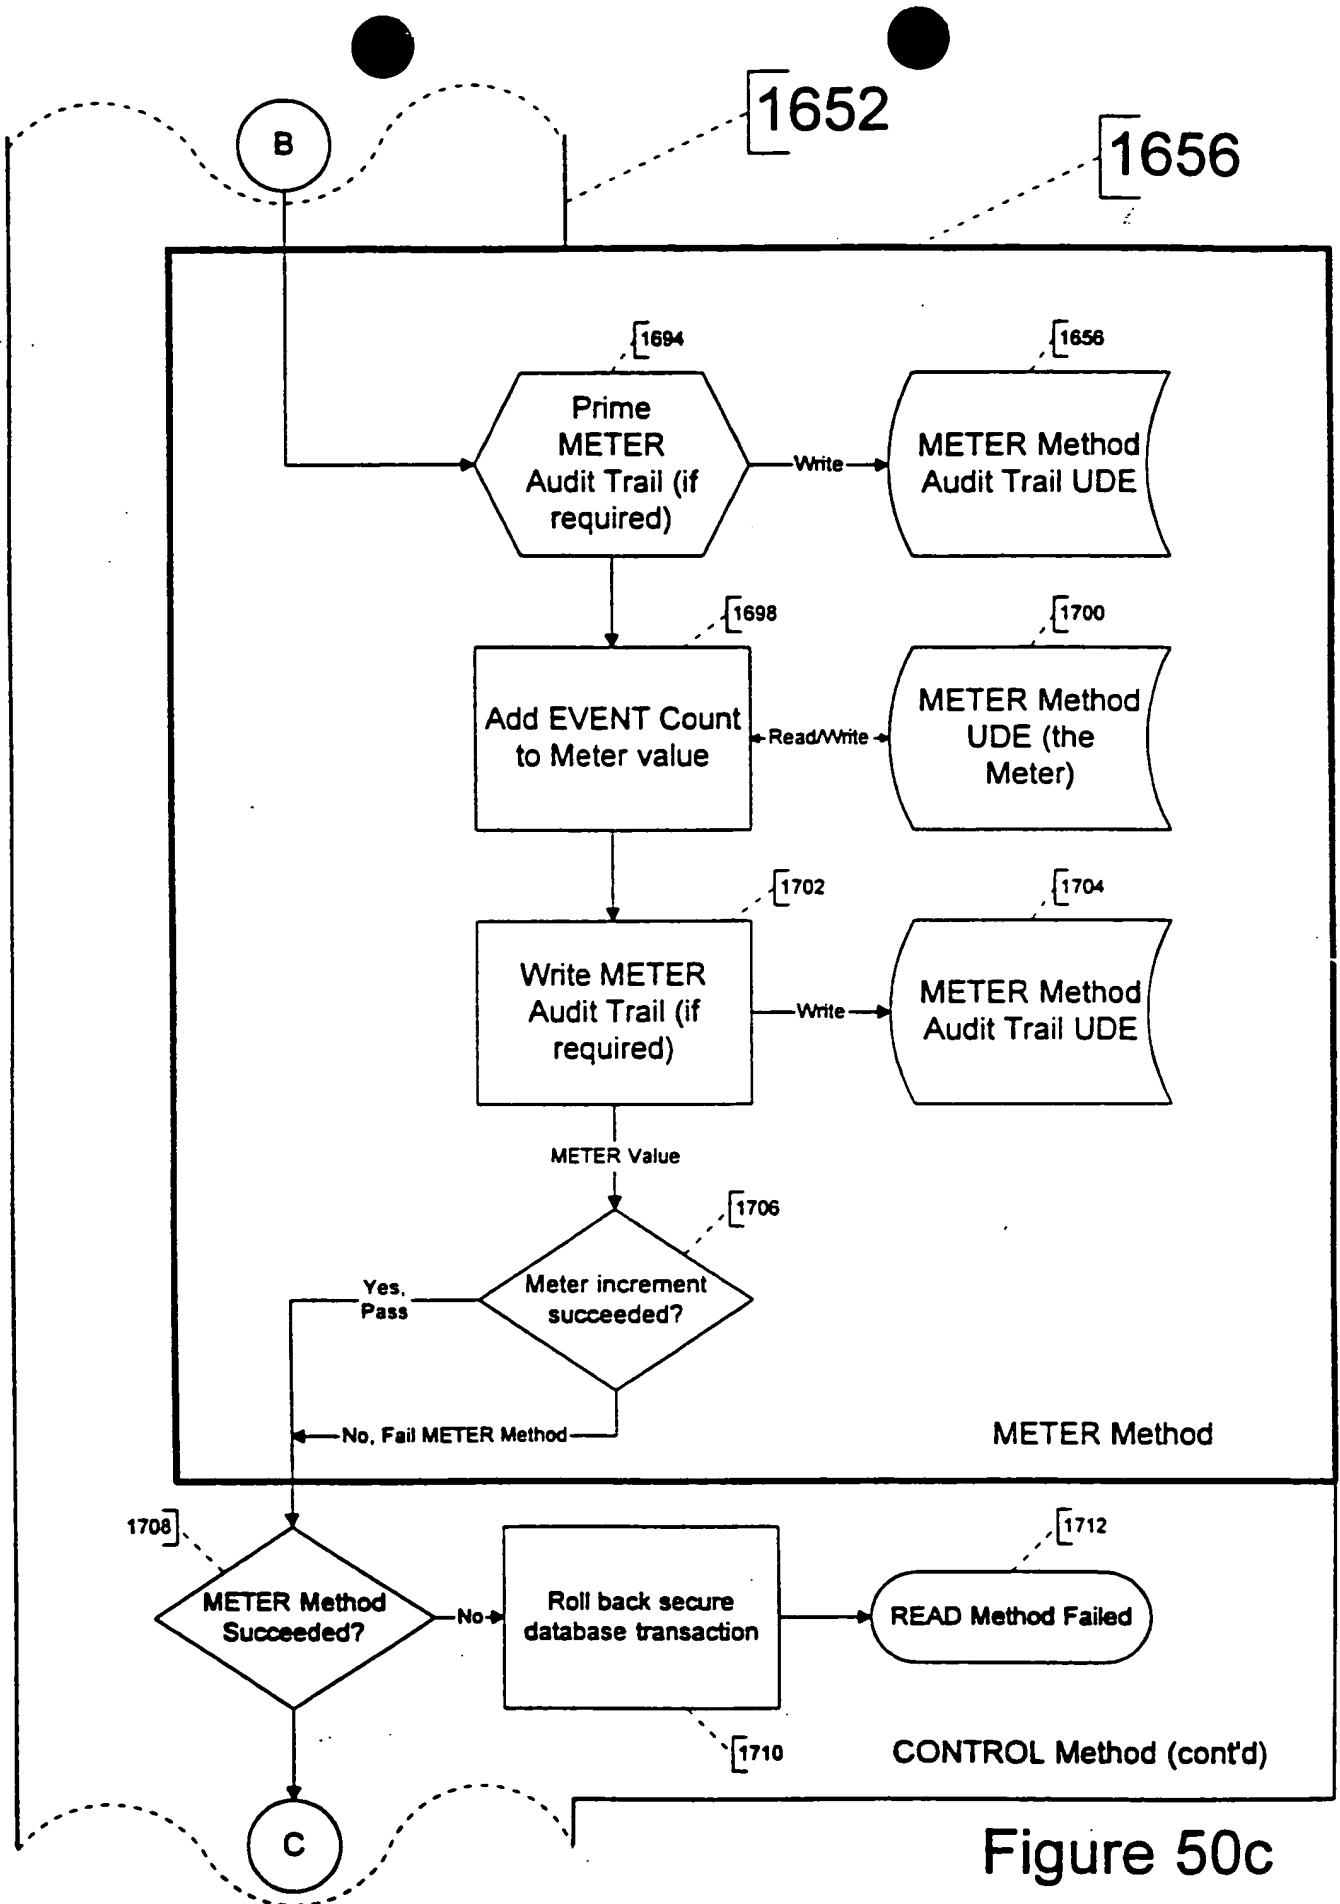 1652
B
1656
1694
1656
Prime
METER
Audit Trail (if
required)
Write
METER Method
Audit Trail UDE
1698
1700
Add EVENT Count
to Meter value
Read/Write
METER Method
UDE (the
Meter)
1702
1704
Write METER
Audit Trail (if
required)
Write
METER Method
Audit Trail UDE
METER Value
1706
Meter increment
succeeded?
Yes,
Pass
No, Fail METER Method
METER Method
1708
1712
METER Method
Succeeded?
No
Roll back secure
database transaction
READ Method Failed
1710
CONTROL Method (cont'd)
C
Figure 50c